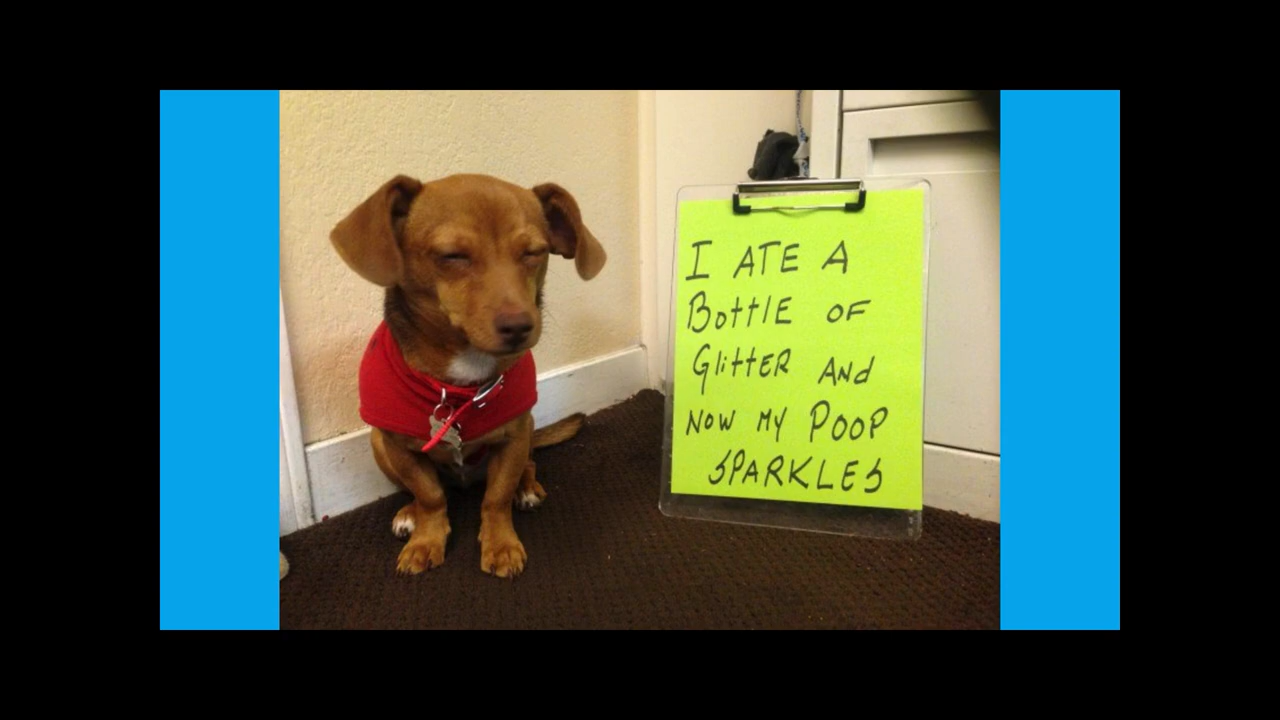 I ATE A
BottlE OF
GlittER ANd
NOW MY POOP
SPARKLES